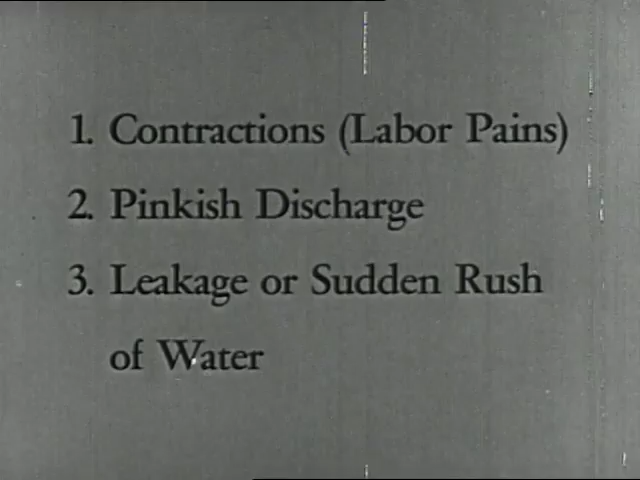 1. Contractions (Labor Pains)
2. Pinkish Discharge
3. Leakage or Sudden Rush
of Water